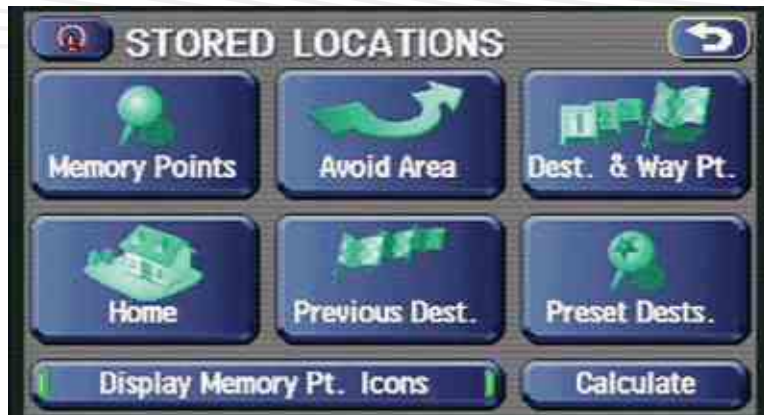 STORED LOCATIONS
Memory Points
Avoid Area
1
Dest. & Way Pt.
Home
Previous Dest.
Preset Dests.
Display Memory Pt. Icons
Calculate